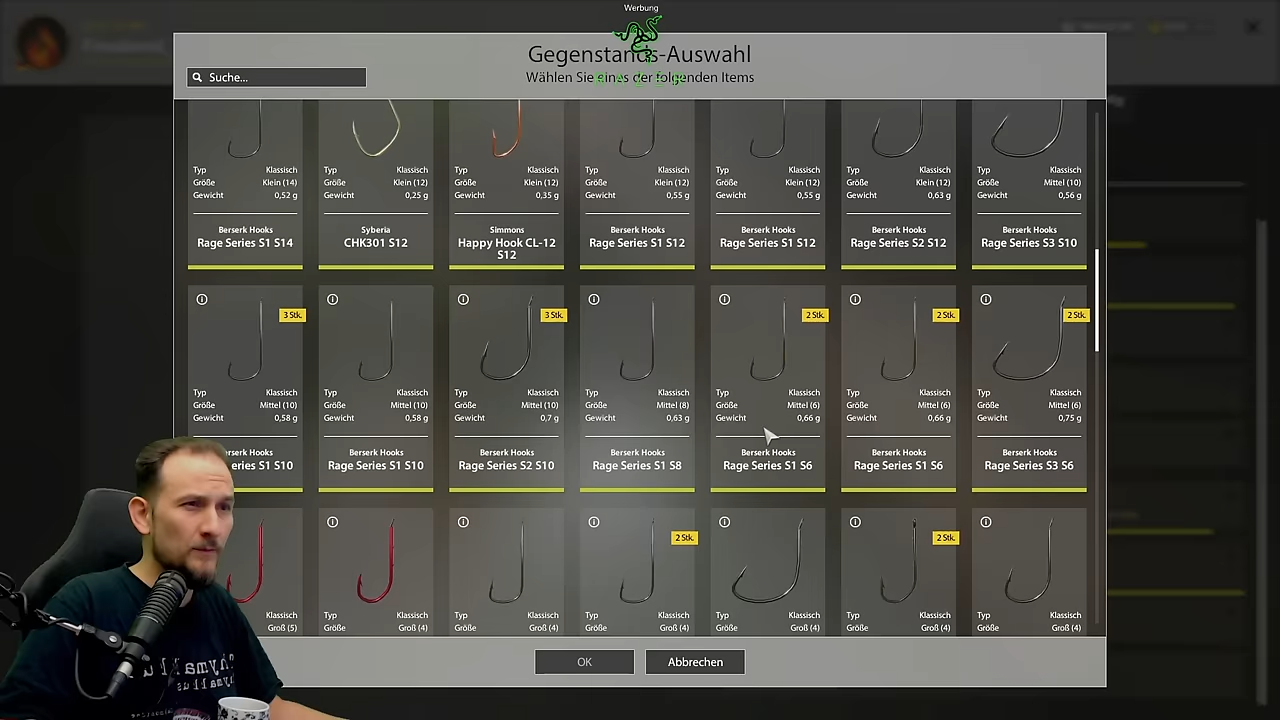 Werbung
Gegenstands-Auswahl
Wählen Sie eines der folgenden Items
Suche...
Typ Klassisch Typ Klassisch Typ Klassisch Typ Klassisch Typ Klassisch Typ Klassisch Typ Klassisch
Größe Klein (14) Größe Klein (12) Größe Klein (12) Größe Klein (12) Größe Klein (12) Größe Klein (12) Größe Mittel (10)
Gewicht 0,52 g Gewicht 0,25 g Gewicht 0,35 g Gewicht 0,55 g Gewicht 0,55 g Gewicht 0,63 g Gewicht 0,56 g
Berserk Hooks Syberia Simmons Berserk Hooks Berserk Hooks Berserk Hooks Berserk Hooks
Rage Series S1 S14 CHK301 S12 Happy Hook CL-12 Rage Series S1 S12 Rage Series S1 S12 Rage Series S2 S12 Rage Series S3 S10
S12
3 Stk. 3 Stk. 2 Stk. 2 Stk. 2 Stk.
Typ Klassisch Typ Klassisch Typ Klassisch Typ Klassisch Typ Klassisch Typ Klassisch Typ Klassisch
Größe Mittel (10) Größe Mittel (10) Größe Mittel (10) Größe Mittel (8) Größe Mittel (6) Größe Mittel (6) Größe Mittel (6)
Gewicht 0,58 g Gewicht 0,58 g Gewicht 0,7 g Gewicht 0,63 g Gewicht 0,66 g Gewicht 0,66 g Gewicht 0,75 g
Hooks Berserk Hooks Berserk Hooks Berserk Hooks Berserk Hooks Berserk Hooks Berserk Hooks
eries S1 S10 Rage Series S1 S10 Rage Series S2 S10 Rage Series S1 S8 Rage Series S1 S6 Rage Series S1 S6 Rage Series S3 S6
2 Stk. 2 Stk.
Klassisch Typ Klassisch Typ Klassisch Typ Klassisch Typ Klassisch Typ Klassisch Typ Klassisch
Groß (5) Größe Groß (4) Größe Groß (4) Größe Groß (4) Größe Groß (4) Größe Groß (4) Größe Groß (4)
OK Abbrechen